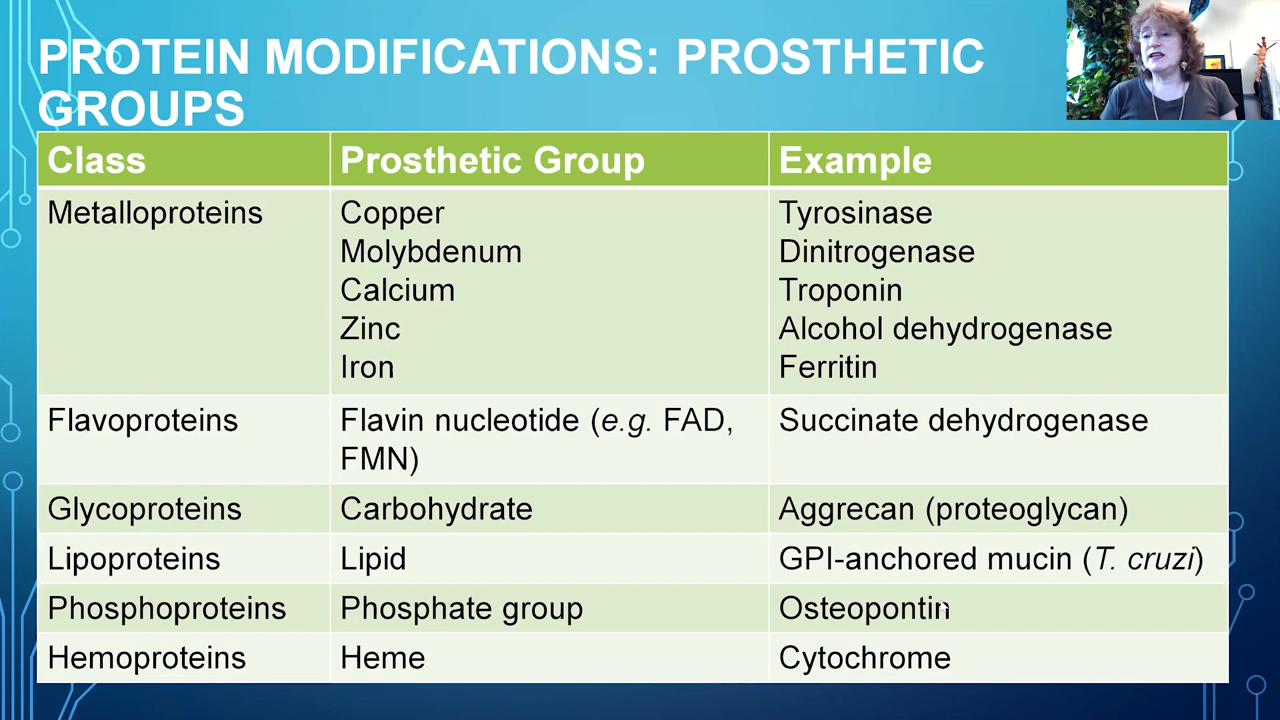 PROTEIN MODIFICATIONS: PROSTHETIC
GROUPS
Class Prosthetic Group Example
Metalloproteins Copper Tyrosinase
Molybdenum Dinitrogenase
Calcium Troponin
Zinc Alcohol dehydrogenase
Iron Ferritin
Flavoproteins Flavin nucleotide (e.g. FAD, Succinate dehydrogenase
FMN)
Glycoproteins Carbohydrate Aggrecan (proteoglycan)
Lipoproteins Lipid GPI-anchored mucin (T. cruzi)
Phosphoproteins Phosphate group Osteopontin
Hemoproteins Heme Cytochrome